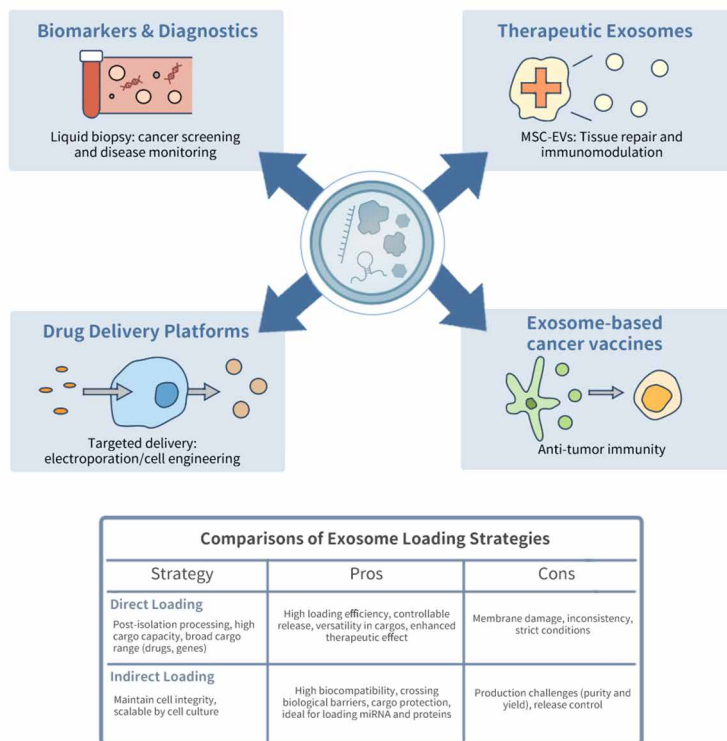 Biomarkers & Diagnostics
Liquid biopsy: cancer screening
and disease monitoring
Therapeutic Exosomes
MSC-EVs: Tissue repair and
immunomodulation
Drug Delivery Platforms
Targeted delivery:
electroporation/cell engineering
Exosome-based
cancer vaccines
Anti-tumor immunity
Comparisons of Exosome Loading Strategies
Strategy
Pros
Cons
Direct Loading
Post-isolation processing, high
cargo capacity, broad cargo
range (drugs, genes)
High loading efficiency, controllable
release, versatility in cargos, enhanced
therapeutic effect
Membrane damage, inconsistency,
strict conditions
Indirect Loading
Maintain cell integrity,
scalable by cell culture
High biocompatibility, crossing
biological barriers, cargo protection,
ideal for loading miRNA and proteins
Production challenges (purity and
yield), release control